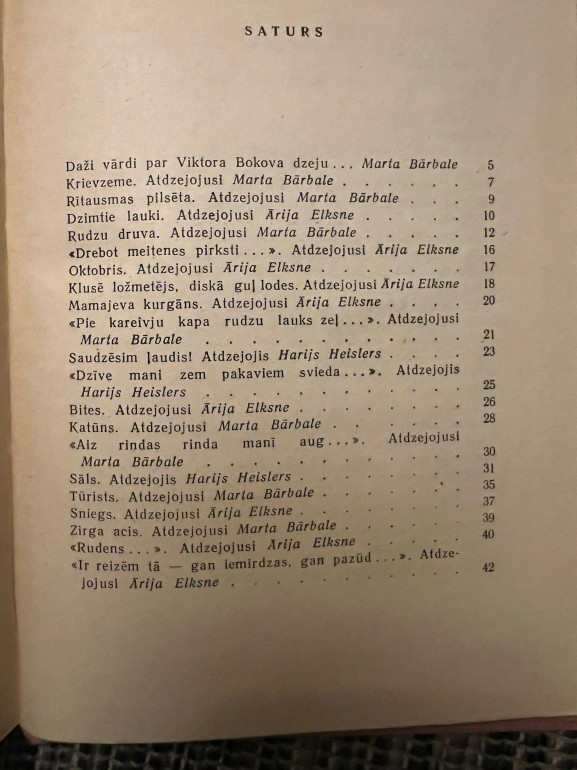 SATURS
Daži vārdi par Viktora Bokova dzeju . . . Marta Bārbale 5
Krievzeme. Atdzejojusi Marta Bārbale . . . . . . 7
Rītausmas pilsēta. Atdzejojusi Marta Bārbale . . . 9
Dzimtie lauki. Atdzejojusi Ārija Elksne . . . . . 10
Rudzu druva. Atdzejojusi Marta Bārbale . . . . . 12
«Drebot meitenes pirksti . . .». Atdzejojusi Ārija Elksne 16
Oktobris. Atdzejojusi Ārija Elksne . . . . . . . 17
Klusē ložmetējs, diskā guļ lodes. Atdzejojusi Ārija Elksne 18
Mamajeva kurgāns. Atdzejojusi Ārija Elksne . . . . 20
«Pie kareivju kapa rudzu lauks zeļ . . .». Atdzejojusi
Marta Bārbale . . . . . . . . . . . 21
Saudzēsim ļaudis! Atdzejojis Harijs Heislers . . . . 23
«Dzīve mani zem pakaviem svieda . . .». Atdzejojis
Harijs Heislers . . . . . . . . . . . 25
Bites. Atdzejojusi Ārija Elksne . . . . . . . . 26
Katūns. Atdzejojusi Marta Bārbale . . . . . . . 28
«Aiz rindas rinda manī aug . . .». Atdzejojusi
Marta Bārbale . . . . . . . . . . . 30
Sāls. Atdzejojis Harijs Heislers . . . . . . . . 31
Tūrists. Atdzejojusi Marta Bārbale . . . . . . . 35
Sniegs. Atdzejojusi Ārija Elksne . . . . . . . . 37
Zirga acis. Atdzejojusi Marta Bārbale . . . . . . 39
«Rudens . . .». Atdzejojusi Ārija Elksne . . . . . 40
«Ir reizēm tā — gan iemirdzas, gan pazūd . . .». Atdze-
jojusi Ārija Elksne . . . . . . . . . . 42